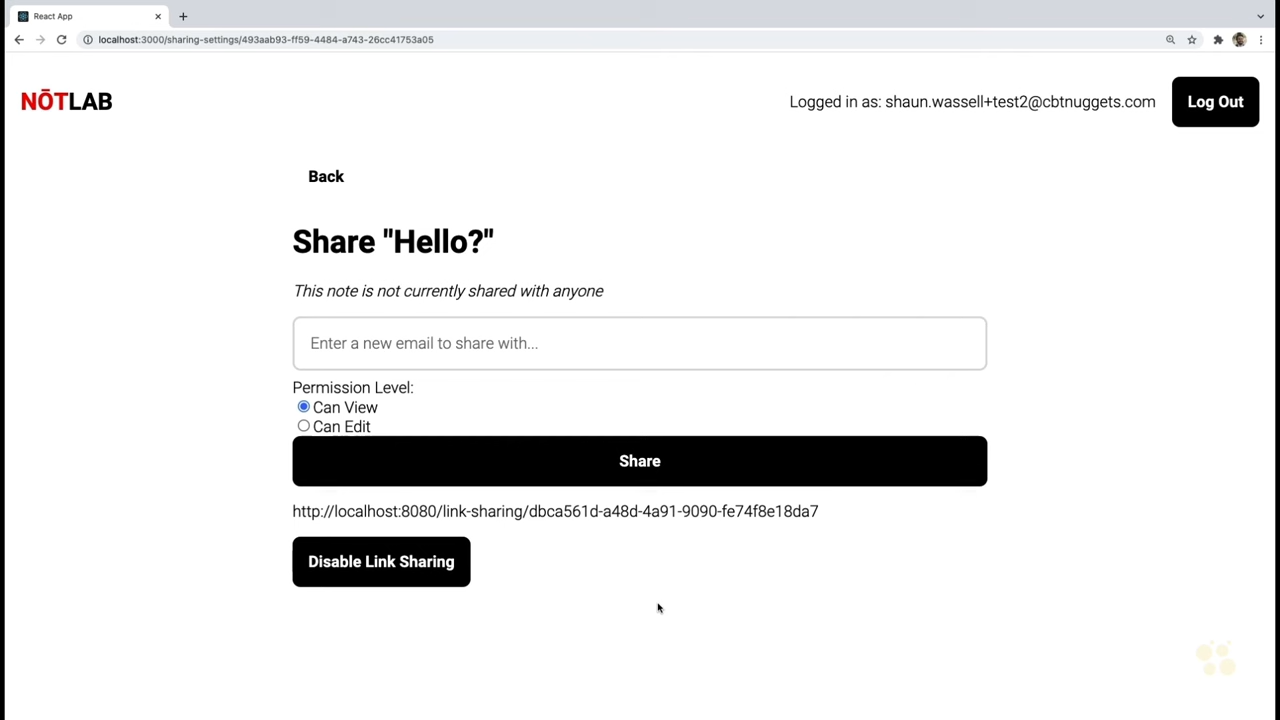 React App
localhost:3000/sharing-settings/493aab93-ff59-4484-a743-26cc41753a05
NŌTLAB
Logged in as: shaun.wassell+test2@cbtnuggets.com
Log Out
Back
Share "Hello?"
This note is not currently shared with anyone
Enter a new email to share with...
Permission Level:
Can View
Can Edit
Share
http://localhost:8080/link-sharing/dbca561d-a48d-4a91-9090-fe74f8e18da7
Disable Link Sharing